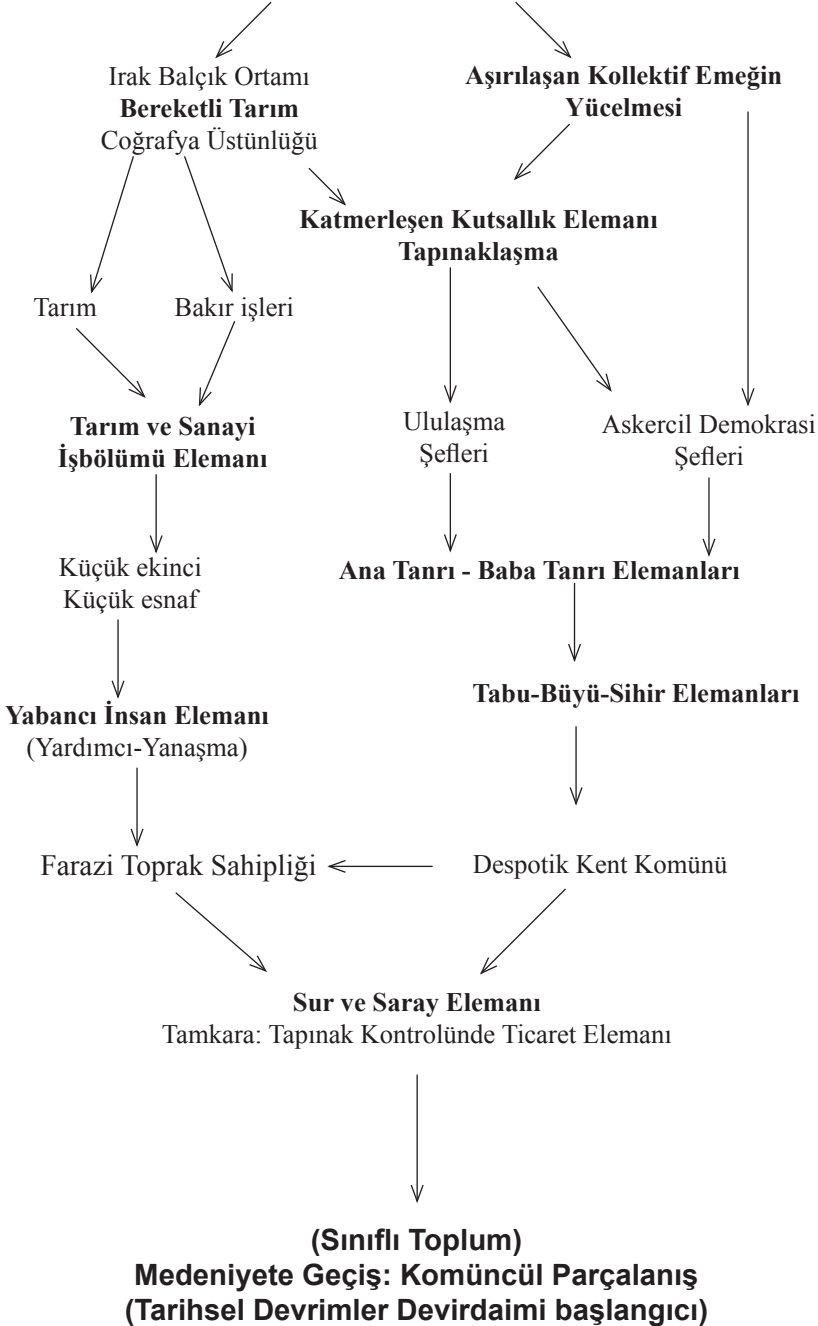 Irak Balçık Ortamı
Bereketli Tarım
Coğrafya Üstünlüğü
Aşırılaşan Kollektif Emeğin
Yücelmesi
Katmerleşen Kutsallık Elemanı
Tapınaklaşma
Tarım
Bakır işleri
Tarım ve Sanayi
İşbölümü Elemanı
Ululaşma
Şefleri
Askercil Demokrasi
Şefleri
Küçük ekinci
Küçük esnaf
Ana Tanrı - Baba Tanrı Elemanları
Yabancı İnsan Elemanı
(Yardımcı-Yanaşma)
Tabu-Büyü-Sihir Elemanları
Farazi Toprak Sahipliği
Despotik Kent Komünü
Sur ve Saray Elemanı
Tamkara: Tapınak Kontrolünde Ticaret Elemanı
(Sınıflı Toplum)
Medeniyete Geçiş: Komüncül Parçalanış
(Tarihsel Devrimler Devirdaimi başlangıcı)